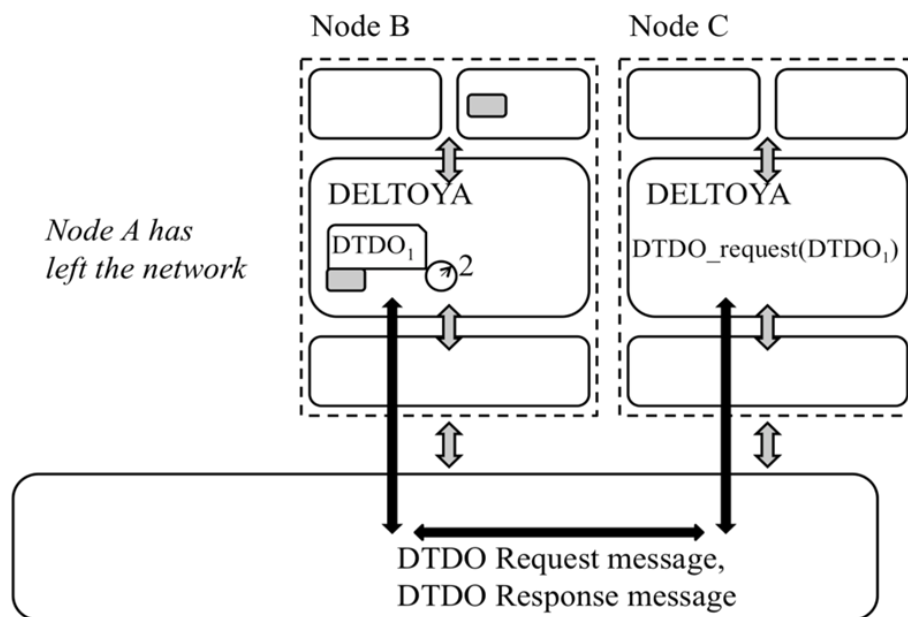 Node B
Node C
DELTOYA
DELTOYA
Node A has
left the network
DTDO₁
2
DTDO_request(DTDO₁)
DTDO Request message,
DTDO Response message